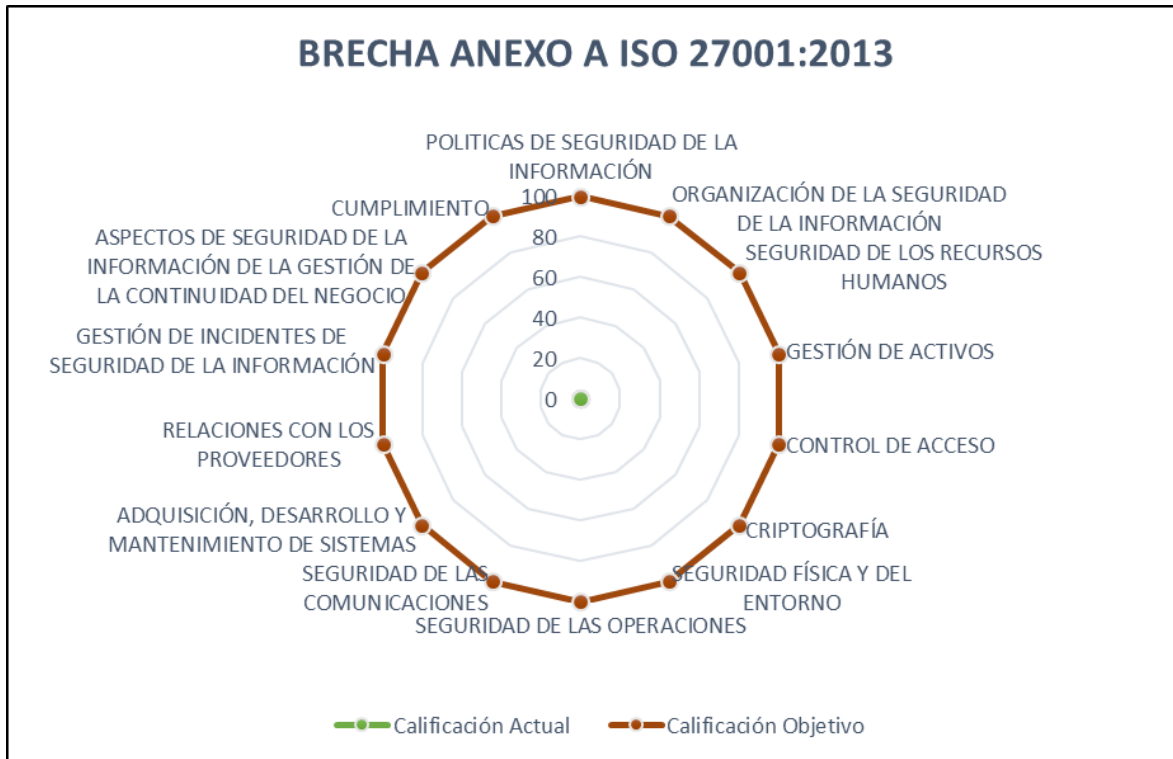 BRECHA ANEXO A ISO 27001:2013
POLITICAS DE SEGURIDAD DE LA
INFORMACIÓN
ORGANIZACIÓN DE LA SEGURIDAD
DE LA INFORMACIÓN
SEGURIDAD DE LOS RECURSOS
HUMANOS
GESTIÓN DE ACTIVOS
CONTROL DE ACCESO
CRIPTOGRAFÍA
SEGURIDAD FÍSICA Y DEL
ENTORNO
SEGURIDAD DE LAS OPERACIONES
SEGURIDAD DE LAS
COMUNICACIONES
ADQUISICIÓN, DESARROLLO Y
MANTENIMIENTO DE SISTEMAS
RELACIONES CON LOS
PROVEEDORES
GESTIÓN DE INCIDENTES DE
SEGURIDAD DE LA INFORMACIÓN
ASPECTOS DE SEGURIDAD DE LA
INFORMACIÓN DE LA GESTIÓN DE
LA CONTINUIDAD DEL NEGOCIO
CUMPLIMIENTO
100
80
60
40
20
0
Calificación Actual
Calificación Objetivo